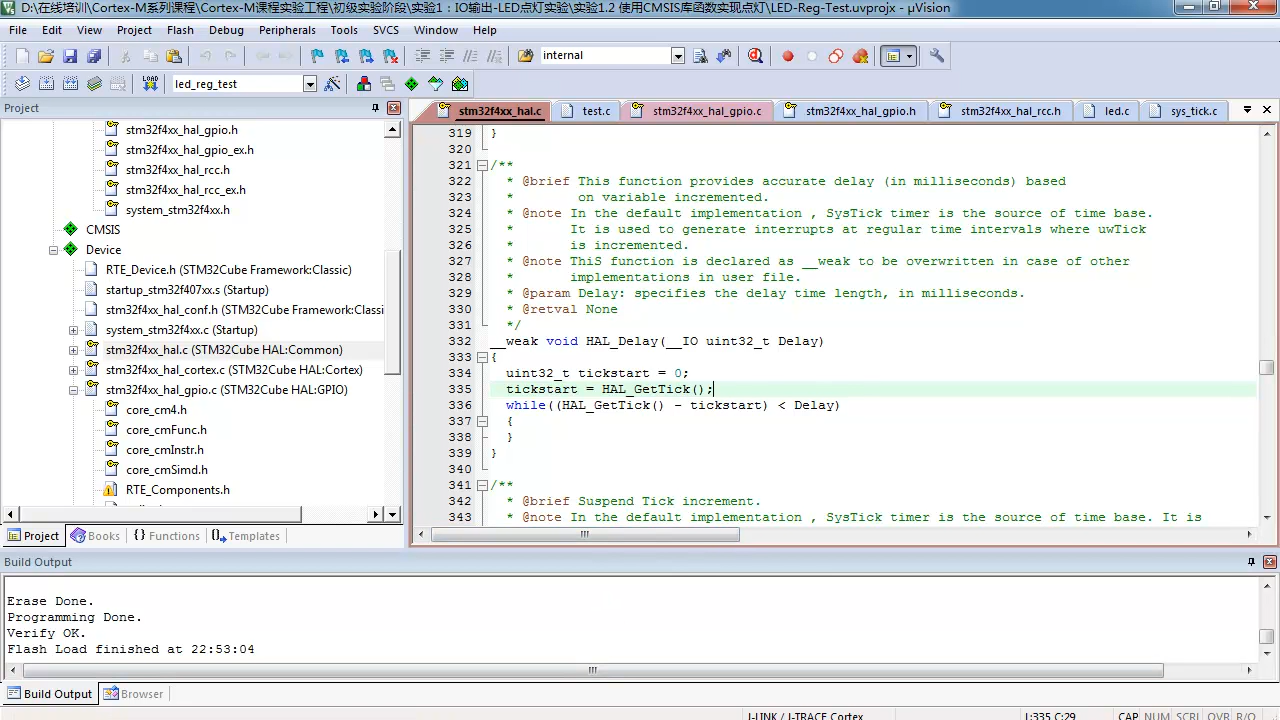 D:\在线培训\Cortex-M系列课程\Cortex-M课程实验工程\初级实验阶段\实验1：IO输出-LED点灯实验\实验1.2 使用CMSIS库函数实现点灯\LED-Reg-Test.uvprojx - µVision
File Edit View Project Flash Debug Peripherals Tools SVCS Window Help
internal
LOAD led_reg_test
Project
stm32f4xx_hal_gpio.h
stm32f4xx_hal_gpio_ex.h
stm32f4xx_hal_rcc.h
stm32f4xx_hal_rcc_ex.h
system_stm32f4xx.h
CMSIS
Device
RTE_Device.h (STM32Cube Framework:Classic)
startup_stm32f407xx.s (Startup)
stm32f4xx_hal_conf.h (STM32Cube Framework:Classi
system_stm32f4xx.c (Startup)
stm32f4xx_hal.c (STM32Cube HAL:Common)
stm32f4xx_hal_cortex.c (STM32Cube HAL:Cortex)
stm32f4xx_hal_gpio.c (STM32Cube HAL:GPIO)
core_cm4.h
core_cmFunc.h
core_cmInstr.h
core_cmSimd.h
RTE_Components.h
Project Books {} Functions Templates
stm32f4xx_hal.c test.c stm32f4xx_hal_gpio.c stm32f4xx_hal_gpio.h stm32f4xx_hal_rcc.h led.c sys_tick.c
319 }
320
321 /**
322 * @brief This function provides accurate delay (in milliseconds) based
323 * on variable incremented.
324 * @note In the default implementation , SysTick timer is the source of time base.
325 * It is used to generate interrupts at regular time intervals where uwTick
326 * is incremented.
327 * @note ThiS function is declared as __weak to be overwritten in case of other
328 * implementations in user file.
329 * @param Delay: specifies the delay time length, in milliseconds.
330 * @retval None
331 */
332 __weak void HAL_Delay(__IO uint32_t Delay)
333 {
334 uint32_t tickstart = 0;
335 tickstart = HAL_GetTick();
336 while((HAL_GetTick() - tickstart) < Delay)
337 {
338 }
339 }
340
341 /**
342 * @brief Suspend Tick increment.
343 * @note In the default implementation , SysTick timer is the source of time base. It is
Build Output
Erase Done.
Programming Done.
Verify OK.
Flash Load finished at 22:53:04
Build Output Browser
J-LINK / J-TRACE Cortex L:335 C:29 CAP NUM SCRL OVR R/O